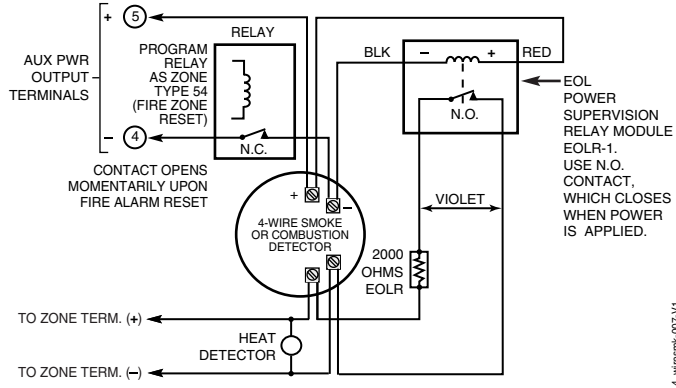 + 5
AUX PWR
OUTPUT
TERMINALS
– 4
RELAY
PROGRAM
RELAY
AS ZONE
TYPE 54
(FIRE ZONE
RESET)
N.C.
CONTACT OPENS
MOMENTARILY UPON
FIRE ALARM RESET
BLK – + RED
N.O.
EOL
POWER
SUPERVISION
RELAY MODULE
EOLR-1.
USE N.O.
CONTACT,
WHICH CLOSES
WHEN POWER
IS APPLIED.
VIOLET
+ –
4-WIRE SMOKE
OR COMBUSTION
DETECTOR
2000
OHMS
EOLR
TO ZONE TERM. (+)
HEAT
DETECTOR
TO ZONE TERM. (–)